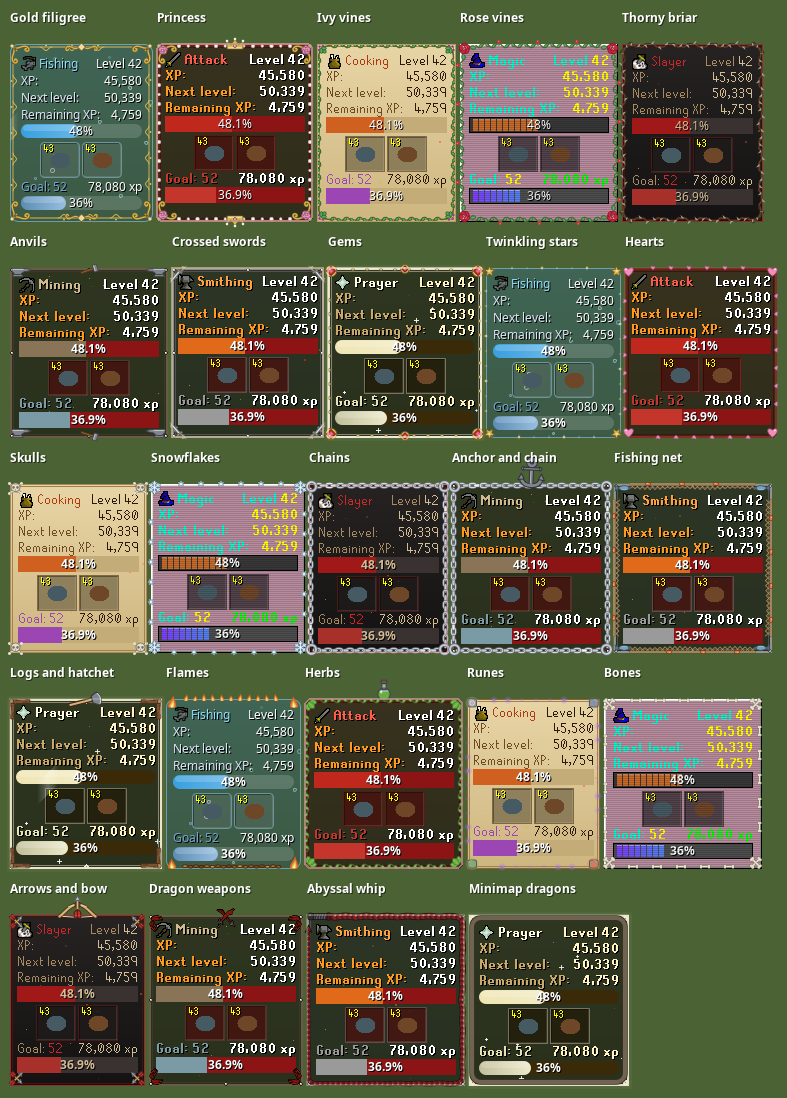 Gold filigree
Fishing Level 42
XP: 45,580
Next level: 50,339
Remaining XP: 4,759
48%
43 43
Goal: 52 78,080 xp
36%
Princess
Attack Level 42
XP: 45,580
Next level: 50,339
Remaining XP: 4,759
48.1%
43 43
Goal: 52 78,080 xp
36.9%
Ivy vines
Cooking Level 42
XP: 45,580
Next level: 50,339
Remaining XP: 4,759
48.1%
43 43
Goal: 52 78,080 xp
36.9%
Rose vines
Magic Level 42
XP: 45,580
Next level: 50,339
Remaining XP: 4,759
48%
43 43
Goal: 52 78,080 xp
36%
Thorny briar
Slayer Level 42
XP: 45,580
Next level: 50,339
Remaining XP: 4,759
48.1%
43 43
Goal: 52 78,080 xp
36.9%
Anvils
Mining Level 42
XP: 45,580
Next level: 50,339
Remaining XP: 4,759
48.1%
43 43
Goal: 52 78,080 xp
36.9%
Crossed swords
Smithing Level 42
XP: 45,580
Next level: 50,339
Remaining XP: 4,759
48.1%
43 43
Goal: 52 78,080 xp
36.9%
Gems
Prayer Level 42
XP: 45,580
Next level: 50,339
Remaining XP: 4,759
48%
43 43
Goal: 52 78,080 xp
36%
Twinkling stars
Fishing Level 42
XP: 45,580
Next level: 50,339
Remaining XP: 4,759
48%
43 43
Goal: 52 78,080 xp
36%
Hearts
Attack Level 42
XP: 45,580
Next level: 50,339
Remaining XP: 4,759
48.1%
43 43
Goal: 52 78,080 xp
36.9%
Skulls
Cooking Level 42
XP: 45,580
Next level: 50,339
Remaining XP: 4,759
48.1%
43 43
Goal: 52 78,080 xp
36.9%
Snowflakes
Magic Level 42
XP: 45,580
Next level: 50,339
Remaining XP: 4,759
48%
43 43
Goal: 52 78,080 xp
36%
Chains
Slayer Level 42
XP: 45,580
Next level: 50,339
Remaining XP: 4,759
48.1%
43 43
Goal: 52 78,080 xp
36.9%
Anchor and chain
Mining Level 42
XP: 45,580
Next level: 50,339
Remaining XP: 4,759
48.1%
43 43
Goal: 52 78,080 xp
36.9%
Fishing net
Smithing Level 42
XP: 45,580
Next level: 50,339
Remaining XP: 4,759
48.1%
43 43
Goal: 52 78,080 xp
36.9%
Logs and hatchet
Prayer Level 42
XP: 45,580
Next level: 50,339
Remaining XP: 4,759
48%
43 43
Goal: 52 78,080 xp
36%
Flames
Fishing Level 42
XP: 45,580
Next level: 50,339
Remaining XP: 4,759
48%
43 43
Goal: 52 78,080 xp
36%
Herbs
Attack Level 42
XP: 45,580
Next level: 50,339
Remaining XP: 4,759
48.1%
43 43
Goal: 52 78,080 xp
36.9%
Runes
Cooking Level 42
XP: 45,580
Next level: 50,339
Remaining XP: 4,759
48.1%
43 43
Goal: 52 78,080 xp
36.9%
Bones
Magic Level 42
XP: 45,580
Next level: 50,339
Remaining XP: 4,759
48%
43 43
Goal: 52 78,080 xp
36%
Arrows and bow
Slayer Level 42
XP: 45,580
Next level: 50,339
Remaining XP: 4,759
48.1%
43 43
Goal: 52 78,080 xp
36.9%
Dragon weapons
Mining Level 42
XP: 45,580
Next level: 50,339
Remaining XP: 4,759
48.1%
43 43
Goal: 52 78,080 xp
36.9%
Abyssal whip
Smithing Level 42
XP: 45,580
Next level: 50,339
Remaining XP: 4,759
48.1%
43 43
Goal: 52 78,080 xp
36.9%
Minimap dragons
Prayer Level 42
XP: 45,580
Next level: 50,339
Remaining XP: 4,759
48%
43 43
Goal: 52 78,080 xp
36%